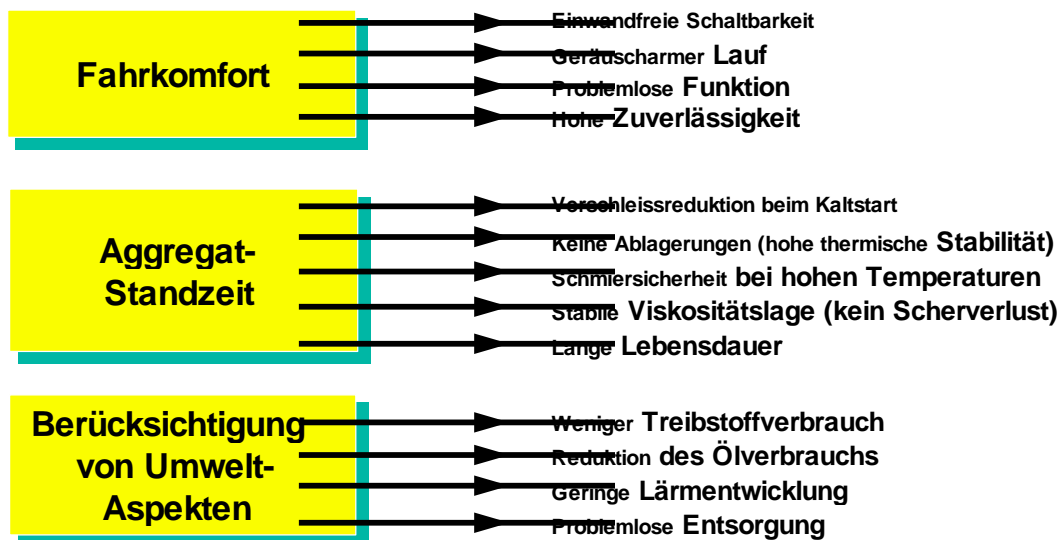 Fahrkomfort
Einwandfreie Schaltbarkeit
Geräuscharmer Lauf
Problemlose Funktion
Hohe Zuverlässigkeit
Aggregat-
Standzeit
Verschleissreduktion beim Kaltstart
Keine Ablagerungen (hohe thermische Stabilität)
Schmiersicherheit bei hohen Temperaturen
Stabile Viskositätslage (kein Scherverlust)
Lange Lebensdauer
Berücksichtigung
von Umwelt-
Aspekten
Weniger Treibstoffverbrauch
Reduktion des Ölverbrauchs
Geringe Lärmentwicklung
Problemlose Entsorgung